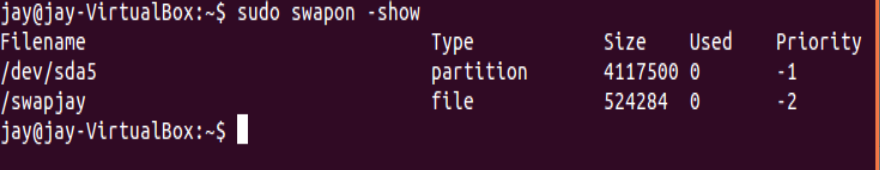 jay@jay-VirtualBox:~$ sudo swapon -show
Filename Type Size Used Priority
/dev/sda5 partition 4117500 0 -1
/swapjay file 524284 0 -2
jay@jay-VirtualBox:~$